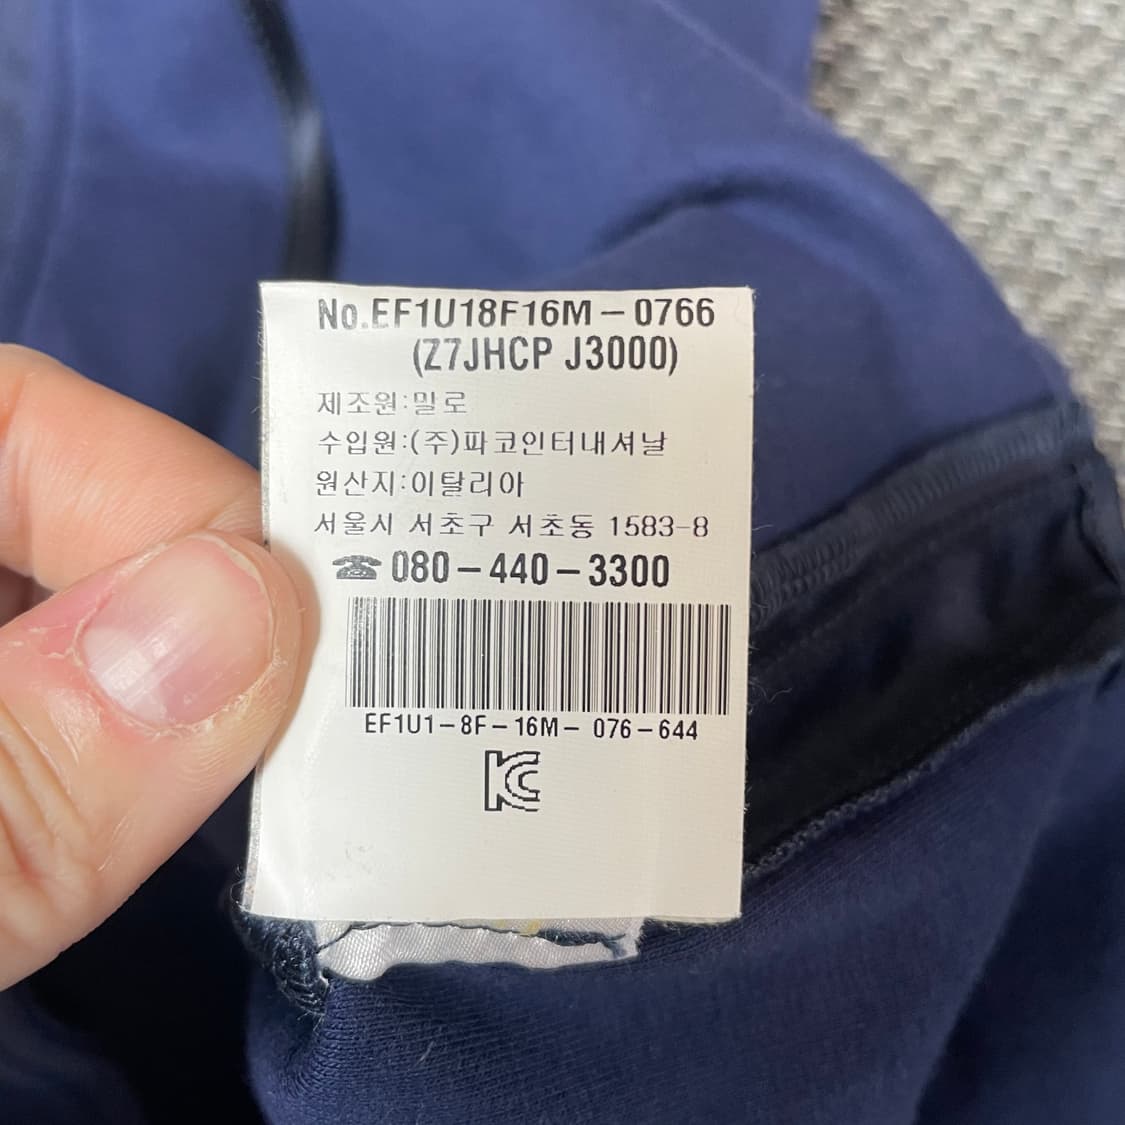 No.EF1U18F16M-0766
(Z7JHCP J3000)
제조원:말로
수입원:(주)파코인터내셔날
원산지:이탈리아
서울시 서초구 서초동 1583-8
☎ 080-440-3300
EF1U1-8F-16M- 076-644
KC